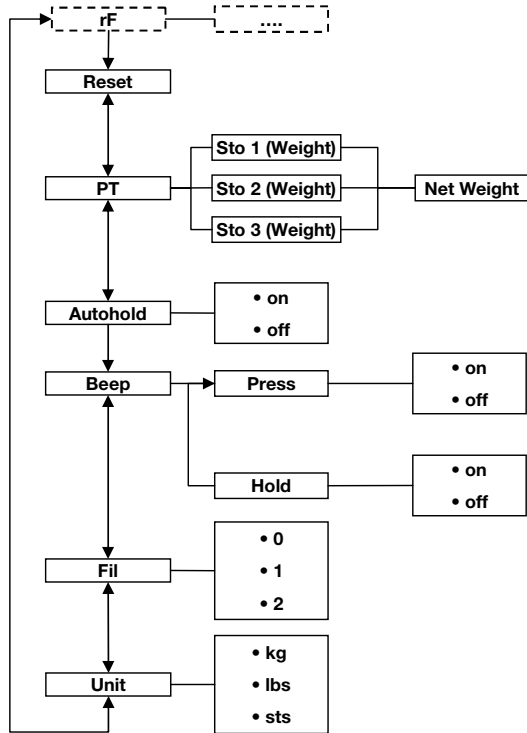 rF
....
Reset
Sto 1 (Weight)
PT
Sto 2 (Weight)
Net Weight
Sto 3 (Weight)
Autohold
• on
• off
Beep
Press
• on
• off
Hold
• on
• off
Fil
• 0
• 1
• 2
Unit
• kg
• lbs
• sts